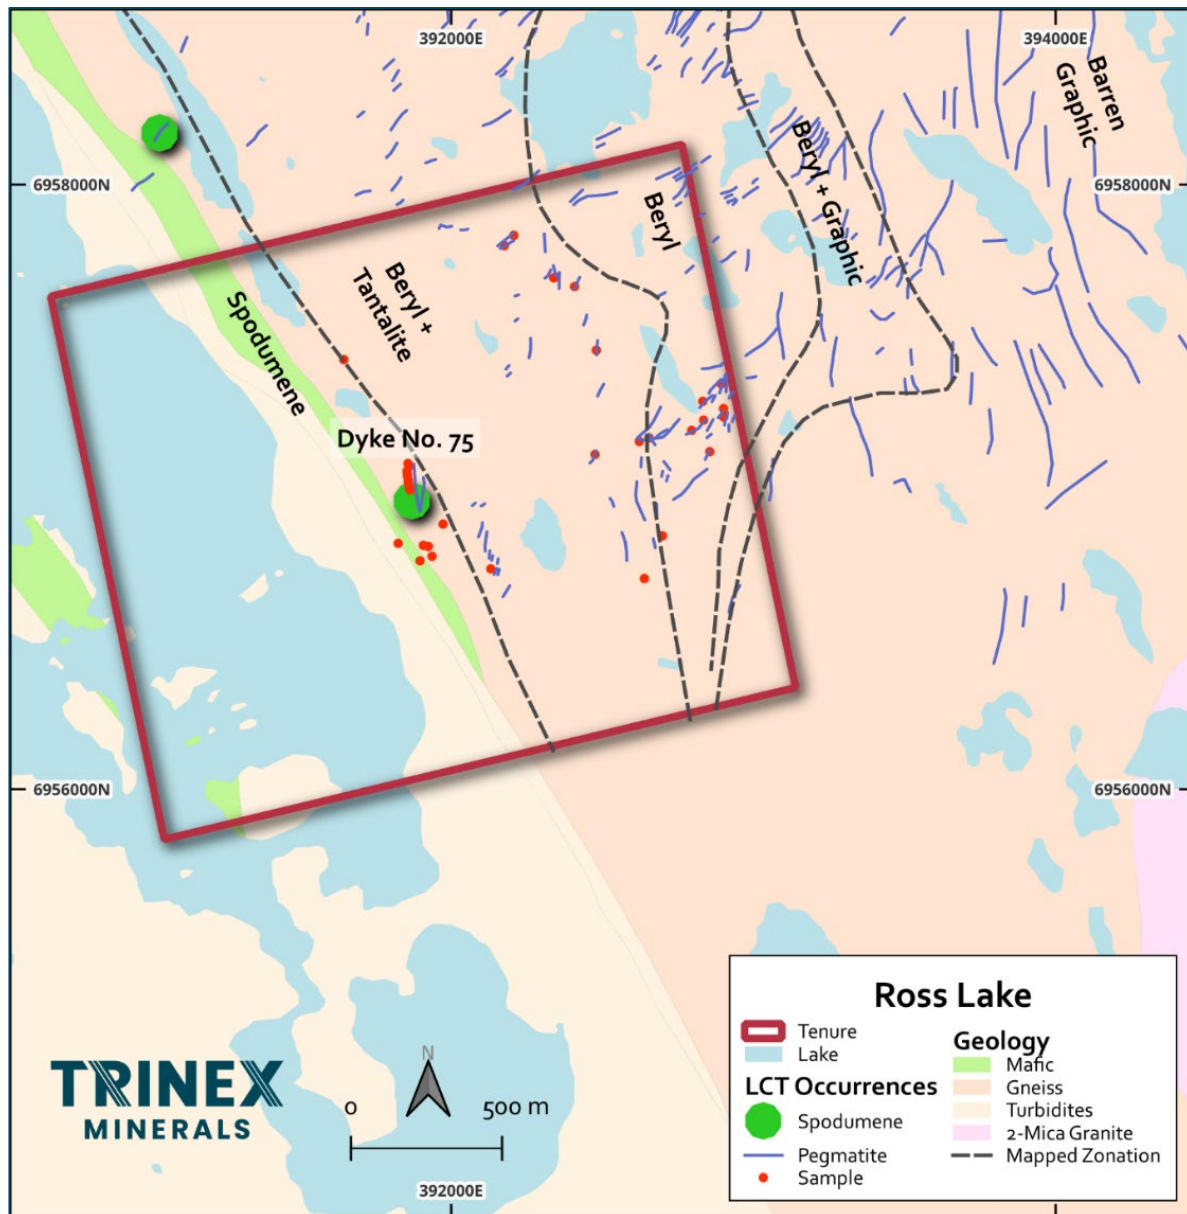 392000E
394000E
Barren
Graphic
Beryl + Graphic
6958000N
6958000N
Beryl
Beryl +
Tantalite
Spodumene
Dyke No. 75
6956000N
6956000N
Ross Lake
Tenure
Lake
LCT Occurrences
Spodumene
Pegmatite
Sample
Geology
Mafic
Gneiss
Turbidites
2-Mica Granite
Mapped Zonation
TRINEX
MINERALS
N
0 500 m
392000E